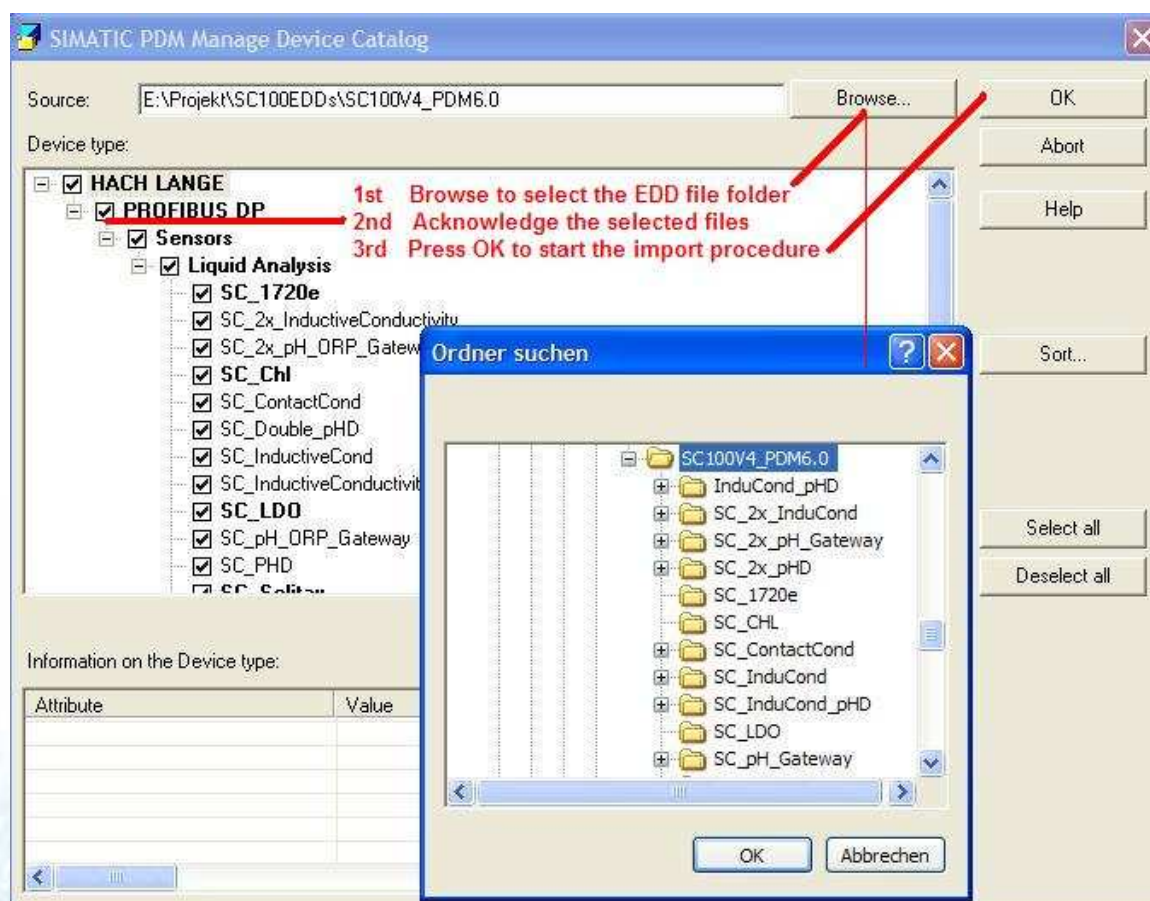 SIMATIC PDM Manage Device Catalog
Source:
E:\Projekt\SC100EDDs\SC100V4_PDM6.0
Browse...
OK
Device type:
Abort
Help
Sort...
Select all
Deselect all
HACH LANGE
PROFIBUS DP
Sensors
Liquid Analysis
SC_1720e
SC_2x_InductiveConductivity
SC_2x_pH_ORP_Gatew
SC_Chl
SC_ContactCond
SC_Double_pHD
SC_InductiveCond
SC_InductiveConductivit
SC_LDO
SC_pH_ORP_Gateway
SC_PHD
SC_Solitax
1st Browse to select the EDD file folder
2nd Acknowledge the selected files
3rd Press OK to start the import procedure
Information on the Device type:
Attribute Value
Ordner suchen
SC100V4_PDM6.0
InduCond_pHD
SC_2x_InduCond
SC_2x_pH_Gateway
SC_2x_pHD
SC_1720e
SC_CHL
SC_ContactCond
SC_InduCond
SC_InduCond_pHD
SC_LDO
SC_pH_Gateway
OK
Abbrechen